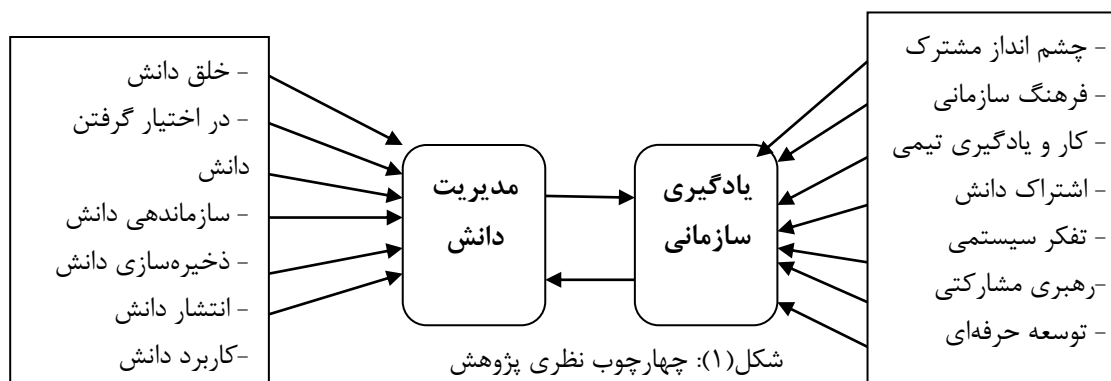 - چشم انداز مشترک
- فرهنگ سازمانی
- کار و یادگیری تیمی
- اشتراک دانش
- تفکر سیستمی
-رهبری مشارکتی
- توسعه حرفه‌ای
یادگیری
سازمانی
مدیریت
دانش
- خلق دانش
- در اختیار گرفتن
دانش
- سازماندهی دانش
- ذخیره‌سازی دانش
- انتشار دانش
-کاربرد دانش
شکل(۱): چهارچوب نظری پژوهش